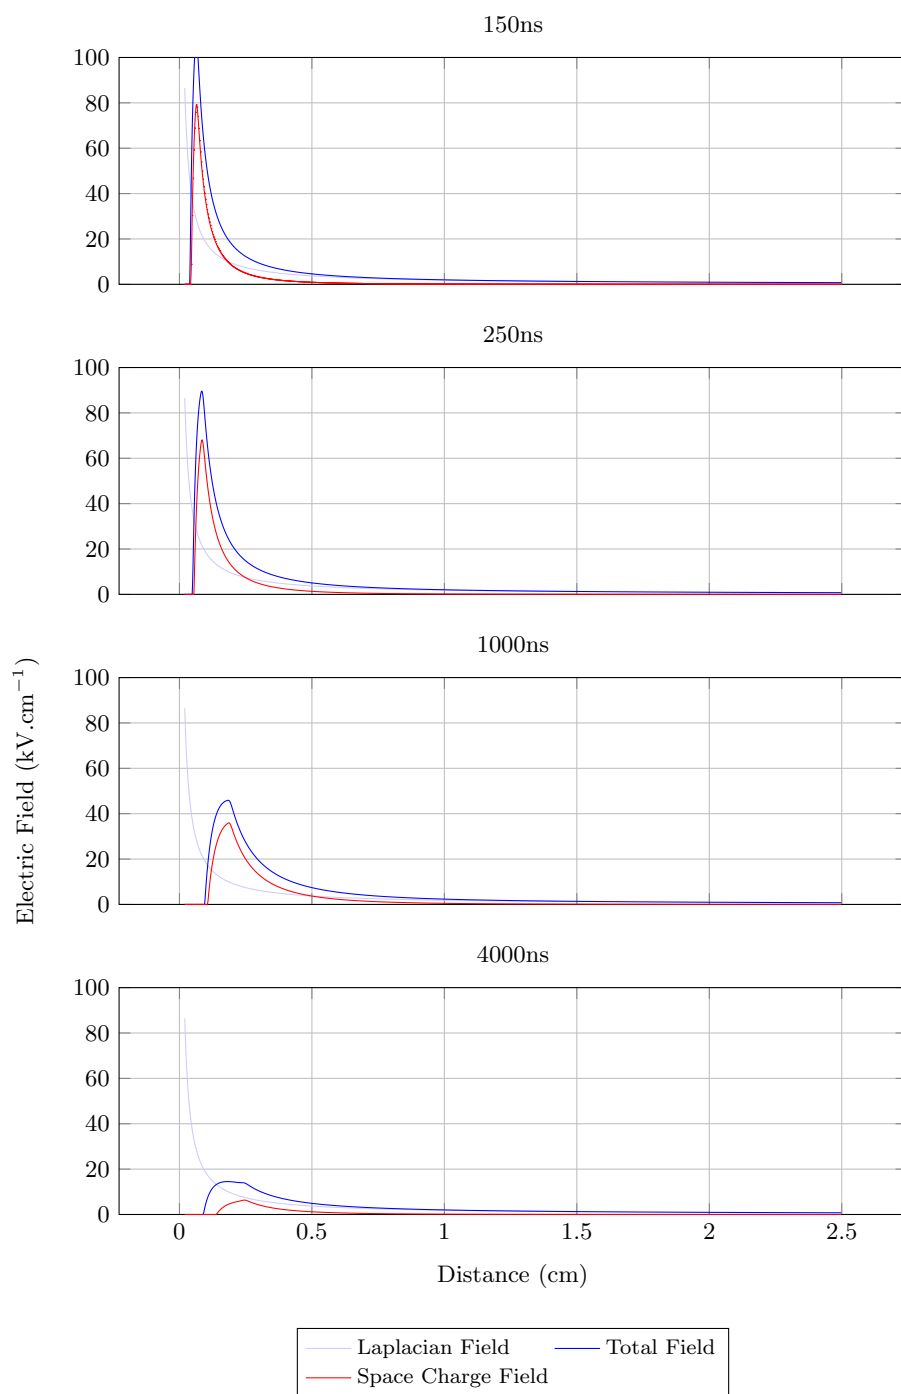 150ns
100
80
60
40
20
0
250ns
100
80
60
40
20
0
1000ns
100
80
60
40
20
0
Electric Field (kV.cm⁻¹)
4000ns
100
80
60
40
20
0
0 0.5 1 1.5 2 2.5
Distance (cm)
Laplacian Field Total Field
Space Charge Field